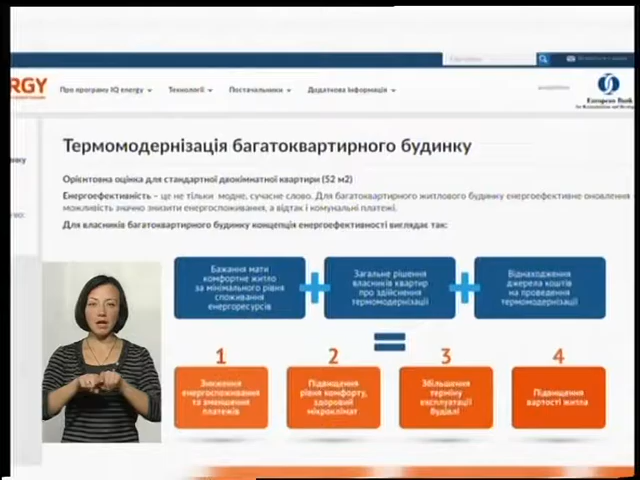 RGY
Про програму IQ energy
Технології
Постачальники
Додаткова інформація
European Bank
Термомодернізація багатоквартирного будинку
Орієнтовна оцінка для стандартної двокімнатної квартири (52 м2)
Енергоефективність – це не тільки модне, сучасне слово. Для багатоквартирного житлового будинку енергоефективне оновлення
можливість значно знизити енергоспоживання, а відтак і комунальні платежі.
Для власників багатоквартирного будинку концепція енергоефективності виглядає так:
Бажання мати
комфортне житло
за мінімального рівня
споживання
енергоресурсів
+
Загальне рішення
власників квартир
про здійснення
термомодернізації
+
Віднаходження
джерела коштів
на проведення
термомодернізації
=
1
Зниження
енергоспоживання
та зменшення
платежів
2
Підвищення
рівня комфорту,
здоровий
мікроклімат
3
Збільшення
терміну
експлуатації
будівлі
4
Підвищення
вартості житла